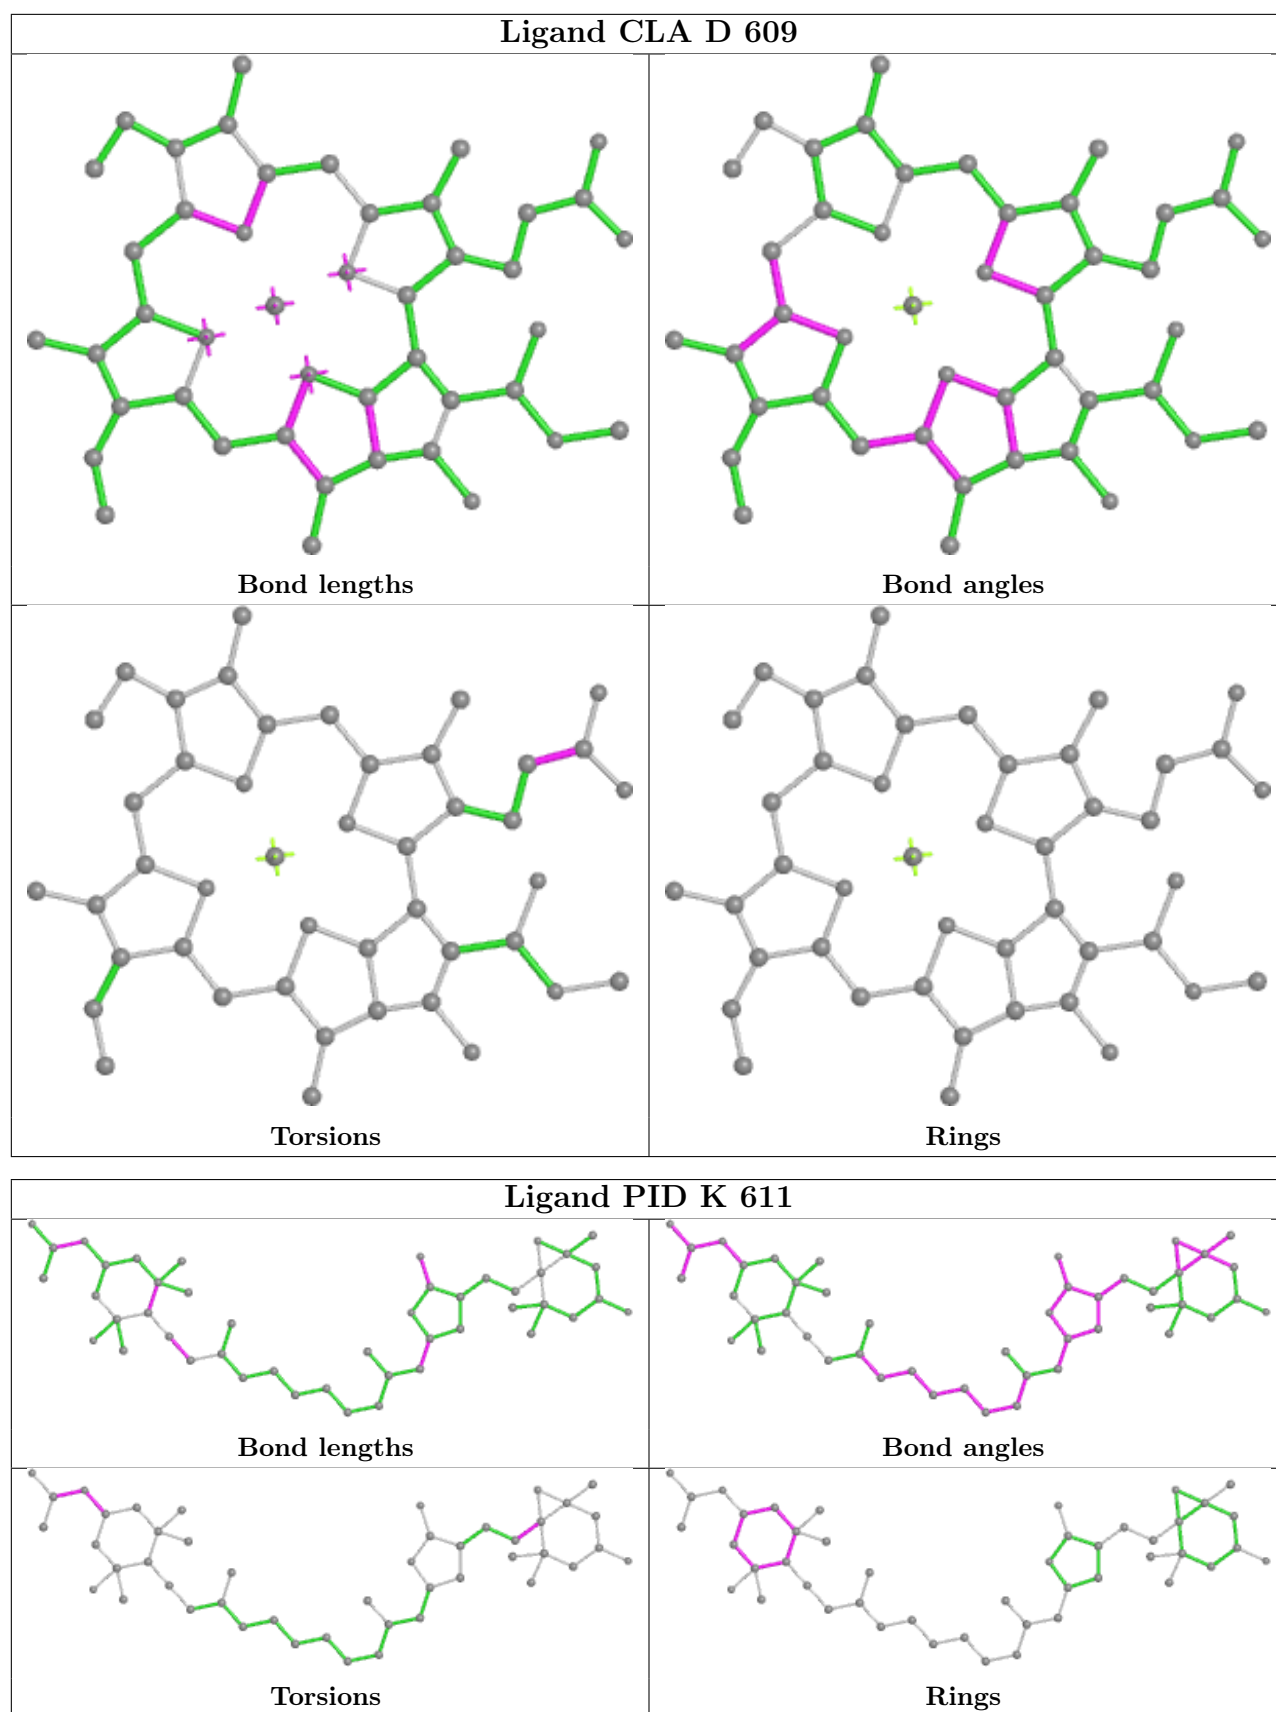 Ligand CLA D 609
Bond lengths
Bond angles
Torsions
Rings
Ligand PID K 611
Bond lengths
Bond angles
Torsions
Rings